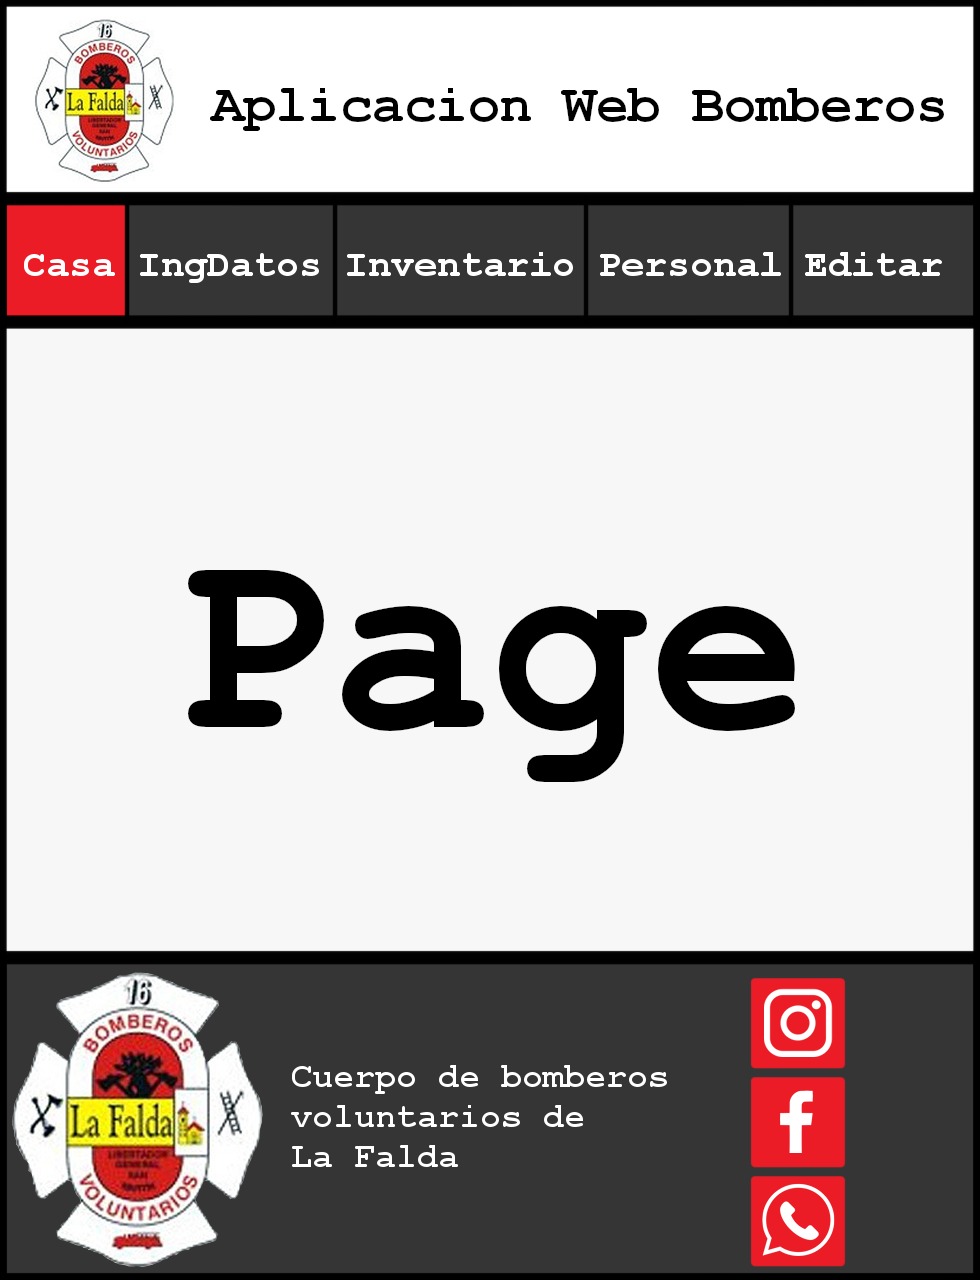 16
BOMBEROS
La Falda
LIBERTADOR
GENERAL
SAN
MARTIN
VOLUNTARIOS
Aplicacion Web Bomberos
Casa IngDatos Inventario Personal Editar
Page
16
BOMBEROS
La Falda
LIBERTADOR
GENERAL
SAN
MARTIN
VOLUNTARIOS
Cuerpo de bomberos
voluntarios de
La Falda